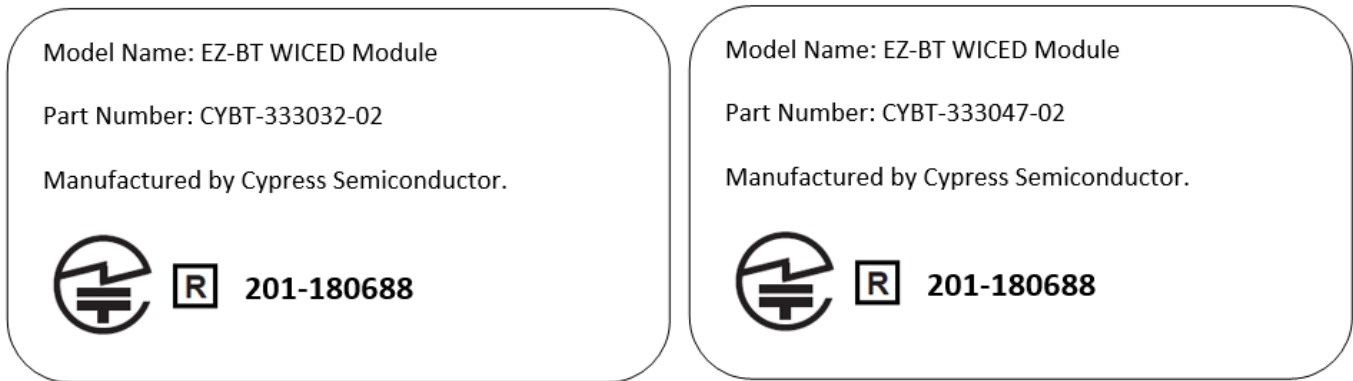 Model Name: EZ-BT WICED Module
Part Number: CYBT-333032-02
Manufactured by Cypress Semiconductor.
R 201-180688
Model Name: EZ-BT WICED Module
Part Number: CYBT-333047-02
Manufactured by Cypress Semiconductor.
R 201-180688